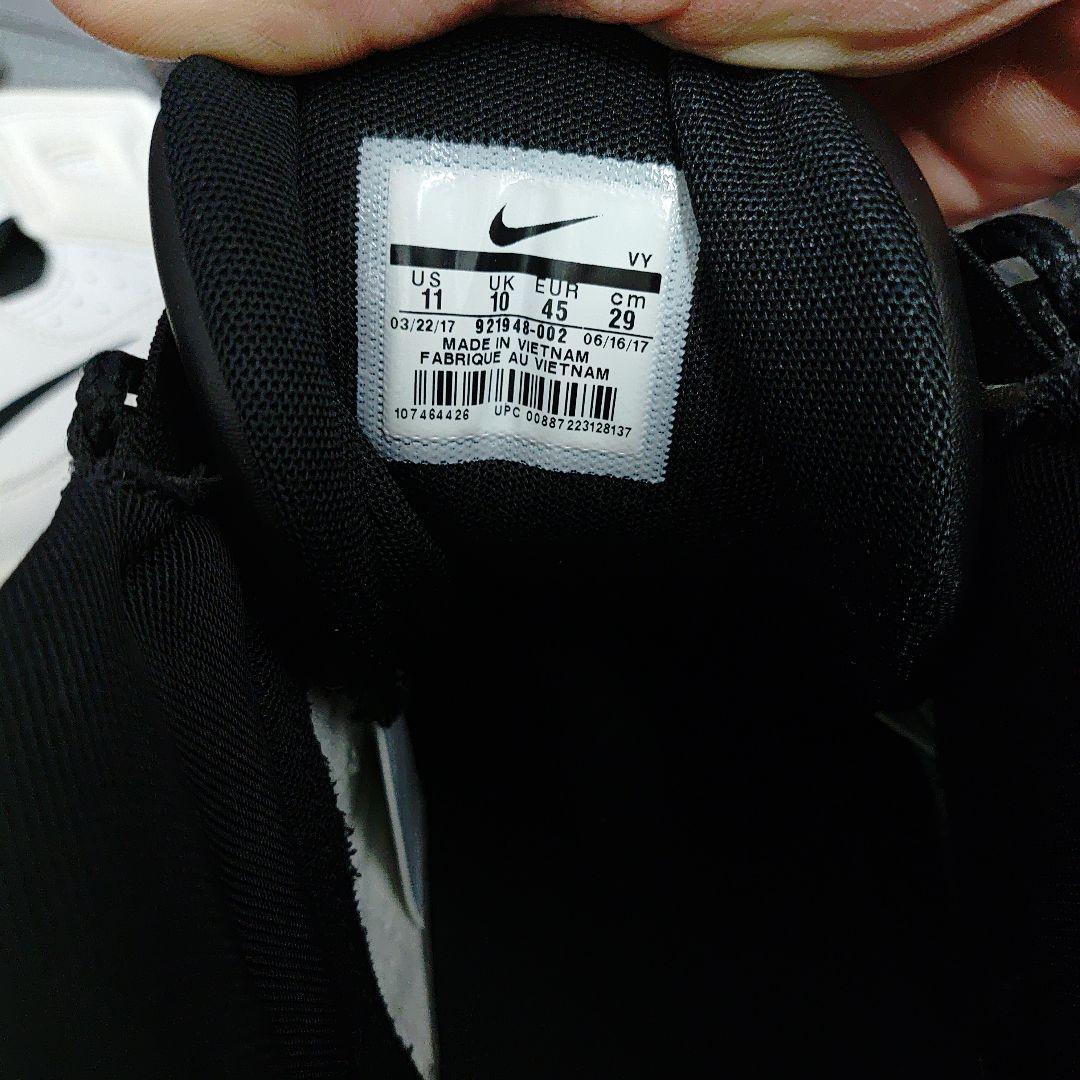 VY
US UK EUR cm
11 10 45 29
03/22/17 921948-002 06/16/17
MADE IN VIETNAM
FABRIQUE AU VIETNAM
107464426 UPC 00887223128137